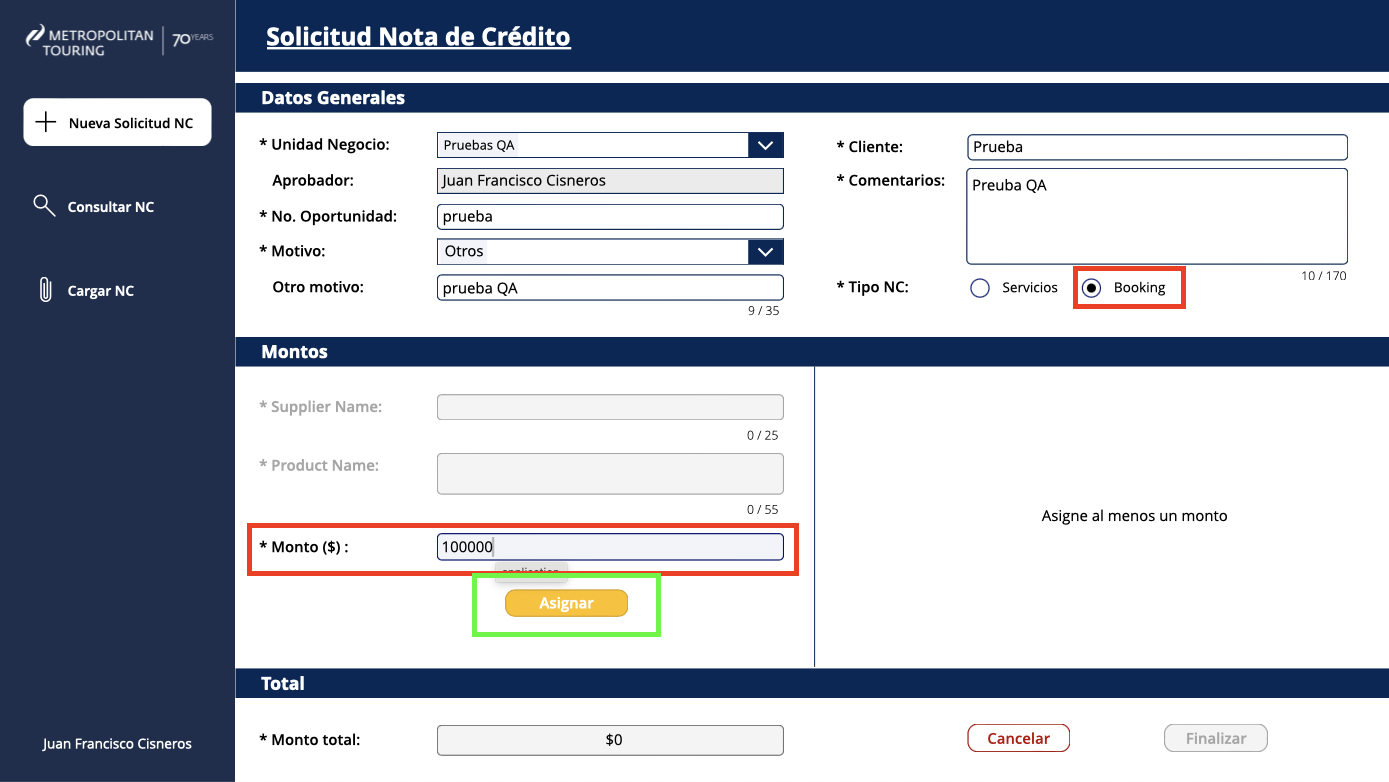 METROPOLITAN
TOURING
70 YEARS
Nueva Solicitud NC
Consultar NC
Cargar NC
Juan Francisco Cisneros
Solicitud Nota de Crédito
Datos Generales
* Unidad Negocio:
Pruebas QA
Aprobador:
Juan Francisco Cisneros
* No. Oportunidad:
prueba
* Motivo:
Otros
Otro motivo:
prueba QA
9 / 35
* Cliente:
Prueba
* Comentarios:
Preuba QA
10 / 170
* Tipo NC:
Servicios
Booking
Montos
* Supplier Name:
0 / 25
* Product Name:
0 / 55
* Monto ($) :
100000
application
Asignar
Asigne al menos un monto
Total
* Monto total:
$0
Cancelar
Finalizar